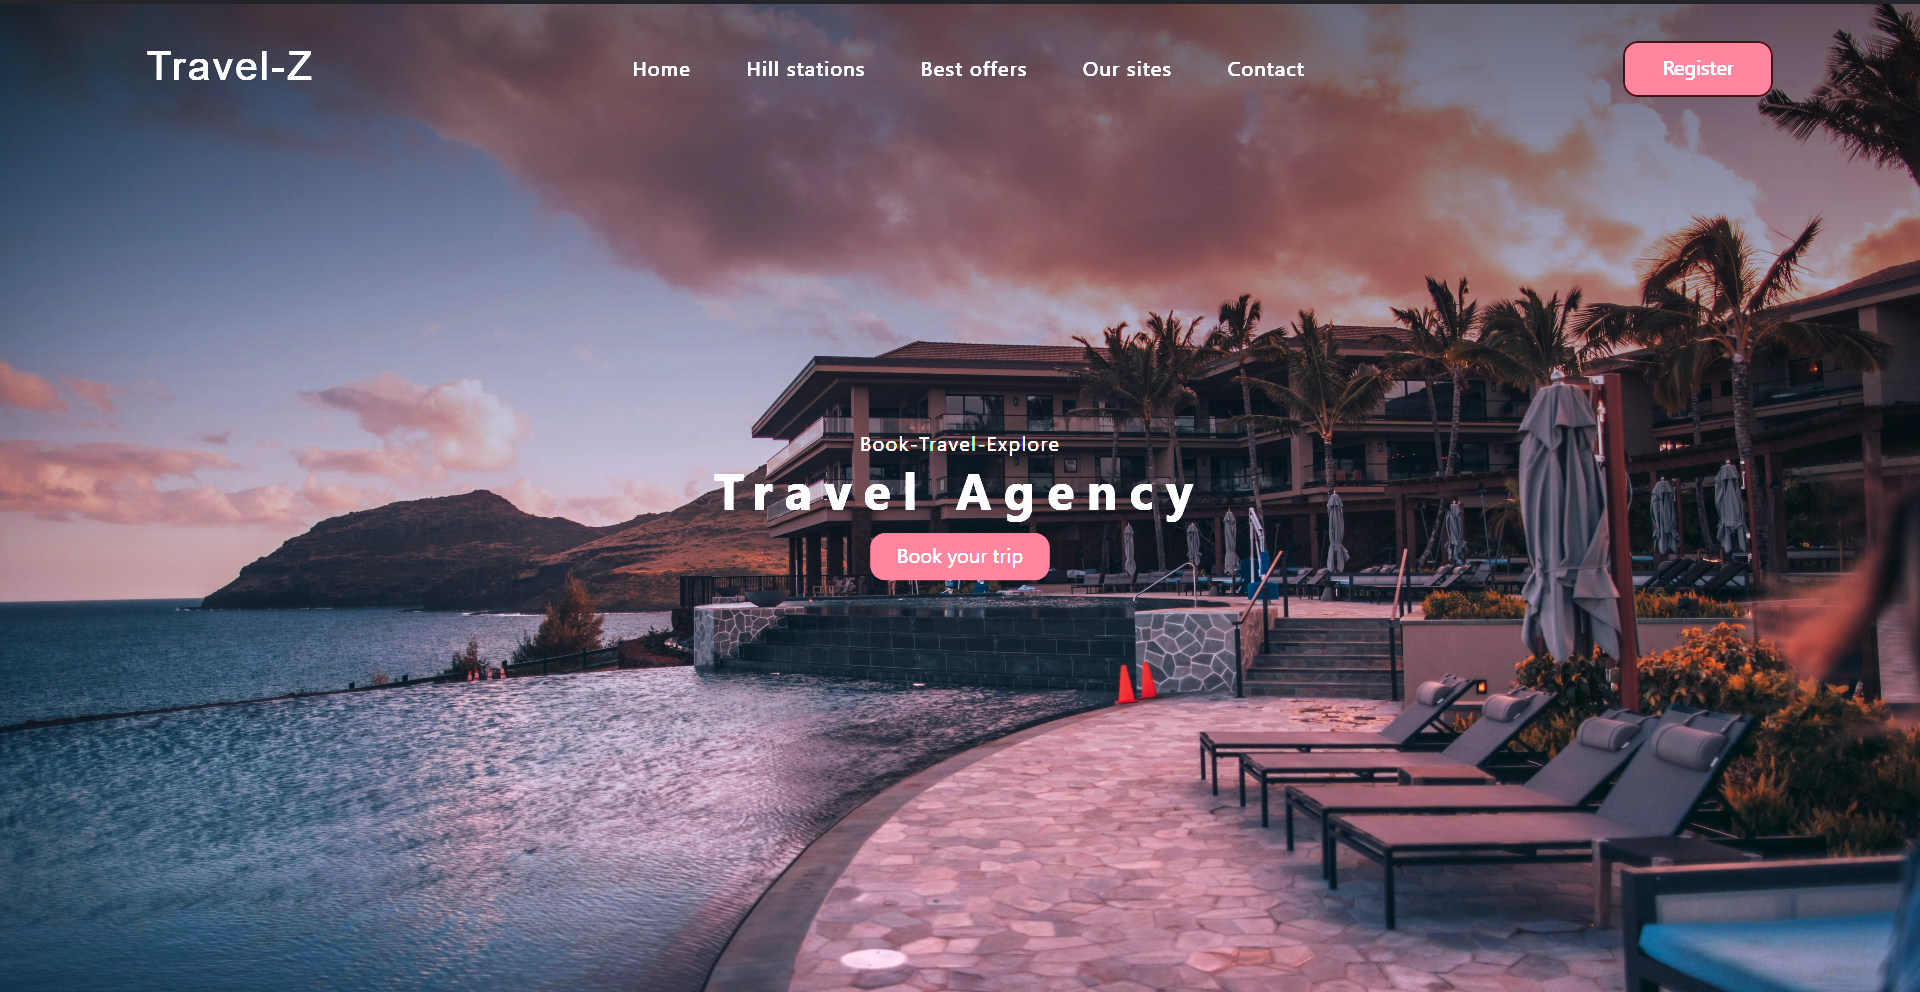 Travel-Z
Home
Hill stations
Best offers
Our sites
Contact
Register
Book-Travel-Explore
Travel Agency
Book your trip